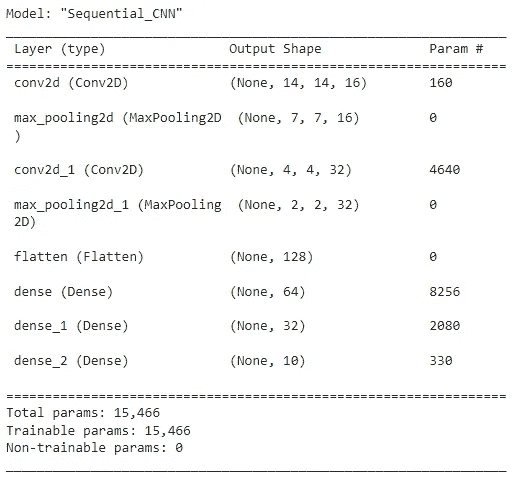 Model: "Sequential_CNN"
Layer (type) Output Shape Param #
conv2d (Conv2D) (None, 14, 14, 16) 160
max_pooling2d (MaxPooling2D (None, 7, 7, 16) 0
)
conv2d_1 (Conv2D) (None, 4, 4, 32) 4640
max_pooling2d_1 (MaxPooling (None, 2, 2, 32) 0
2D)
flatten (Flatten) (None, 128) 0
dense (Dense) (None, 64) 8256
dense_1 (Dense) (None, 32) 2080
dense_2 (Dense) (None, 10) 330
Total params: 15,466
Trainable params: 15,466
Non-trainable params: 0